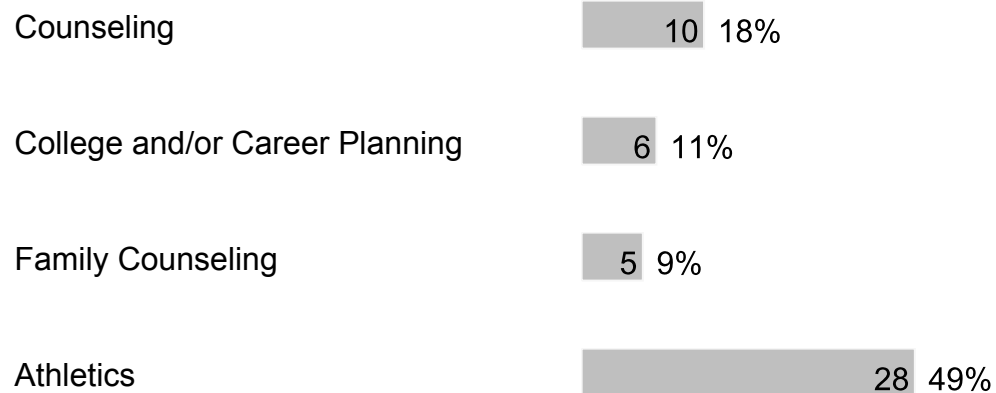 Counseling 10 18%
College and/or Career Planning 6 11%
Family Counseling 5 9%
Athletics 28 49%